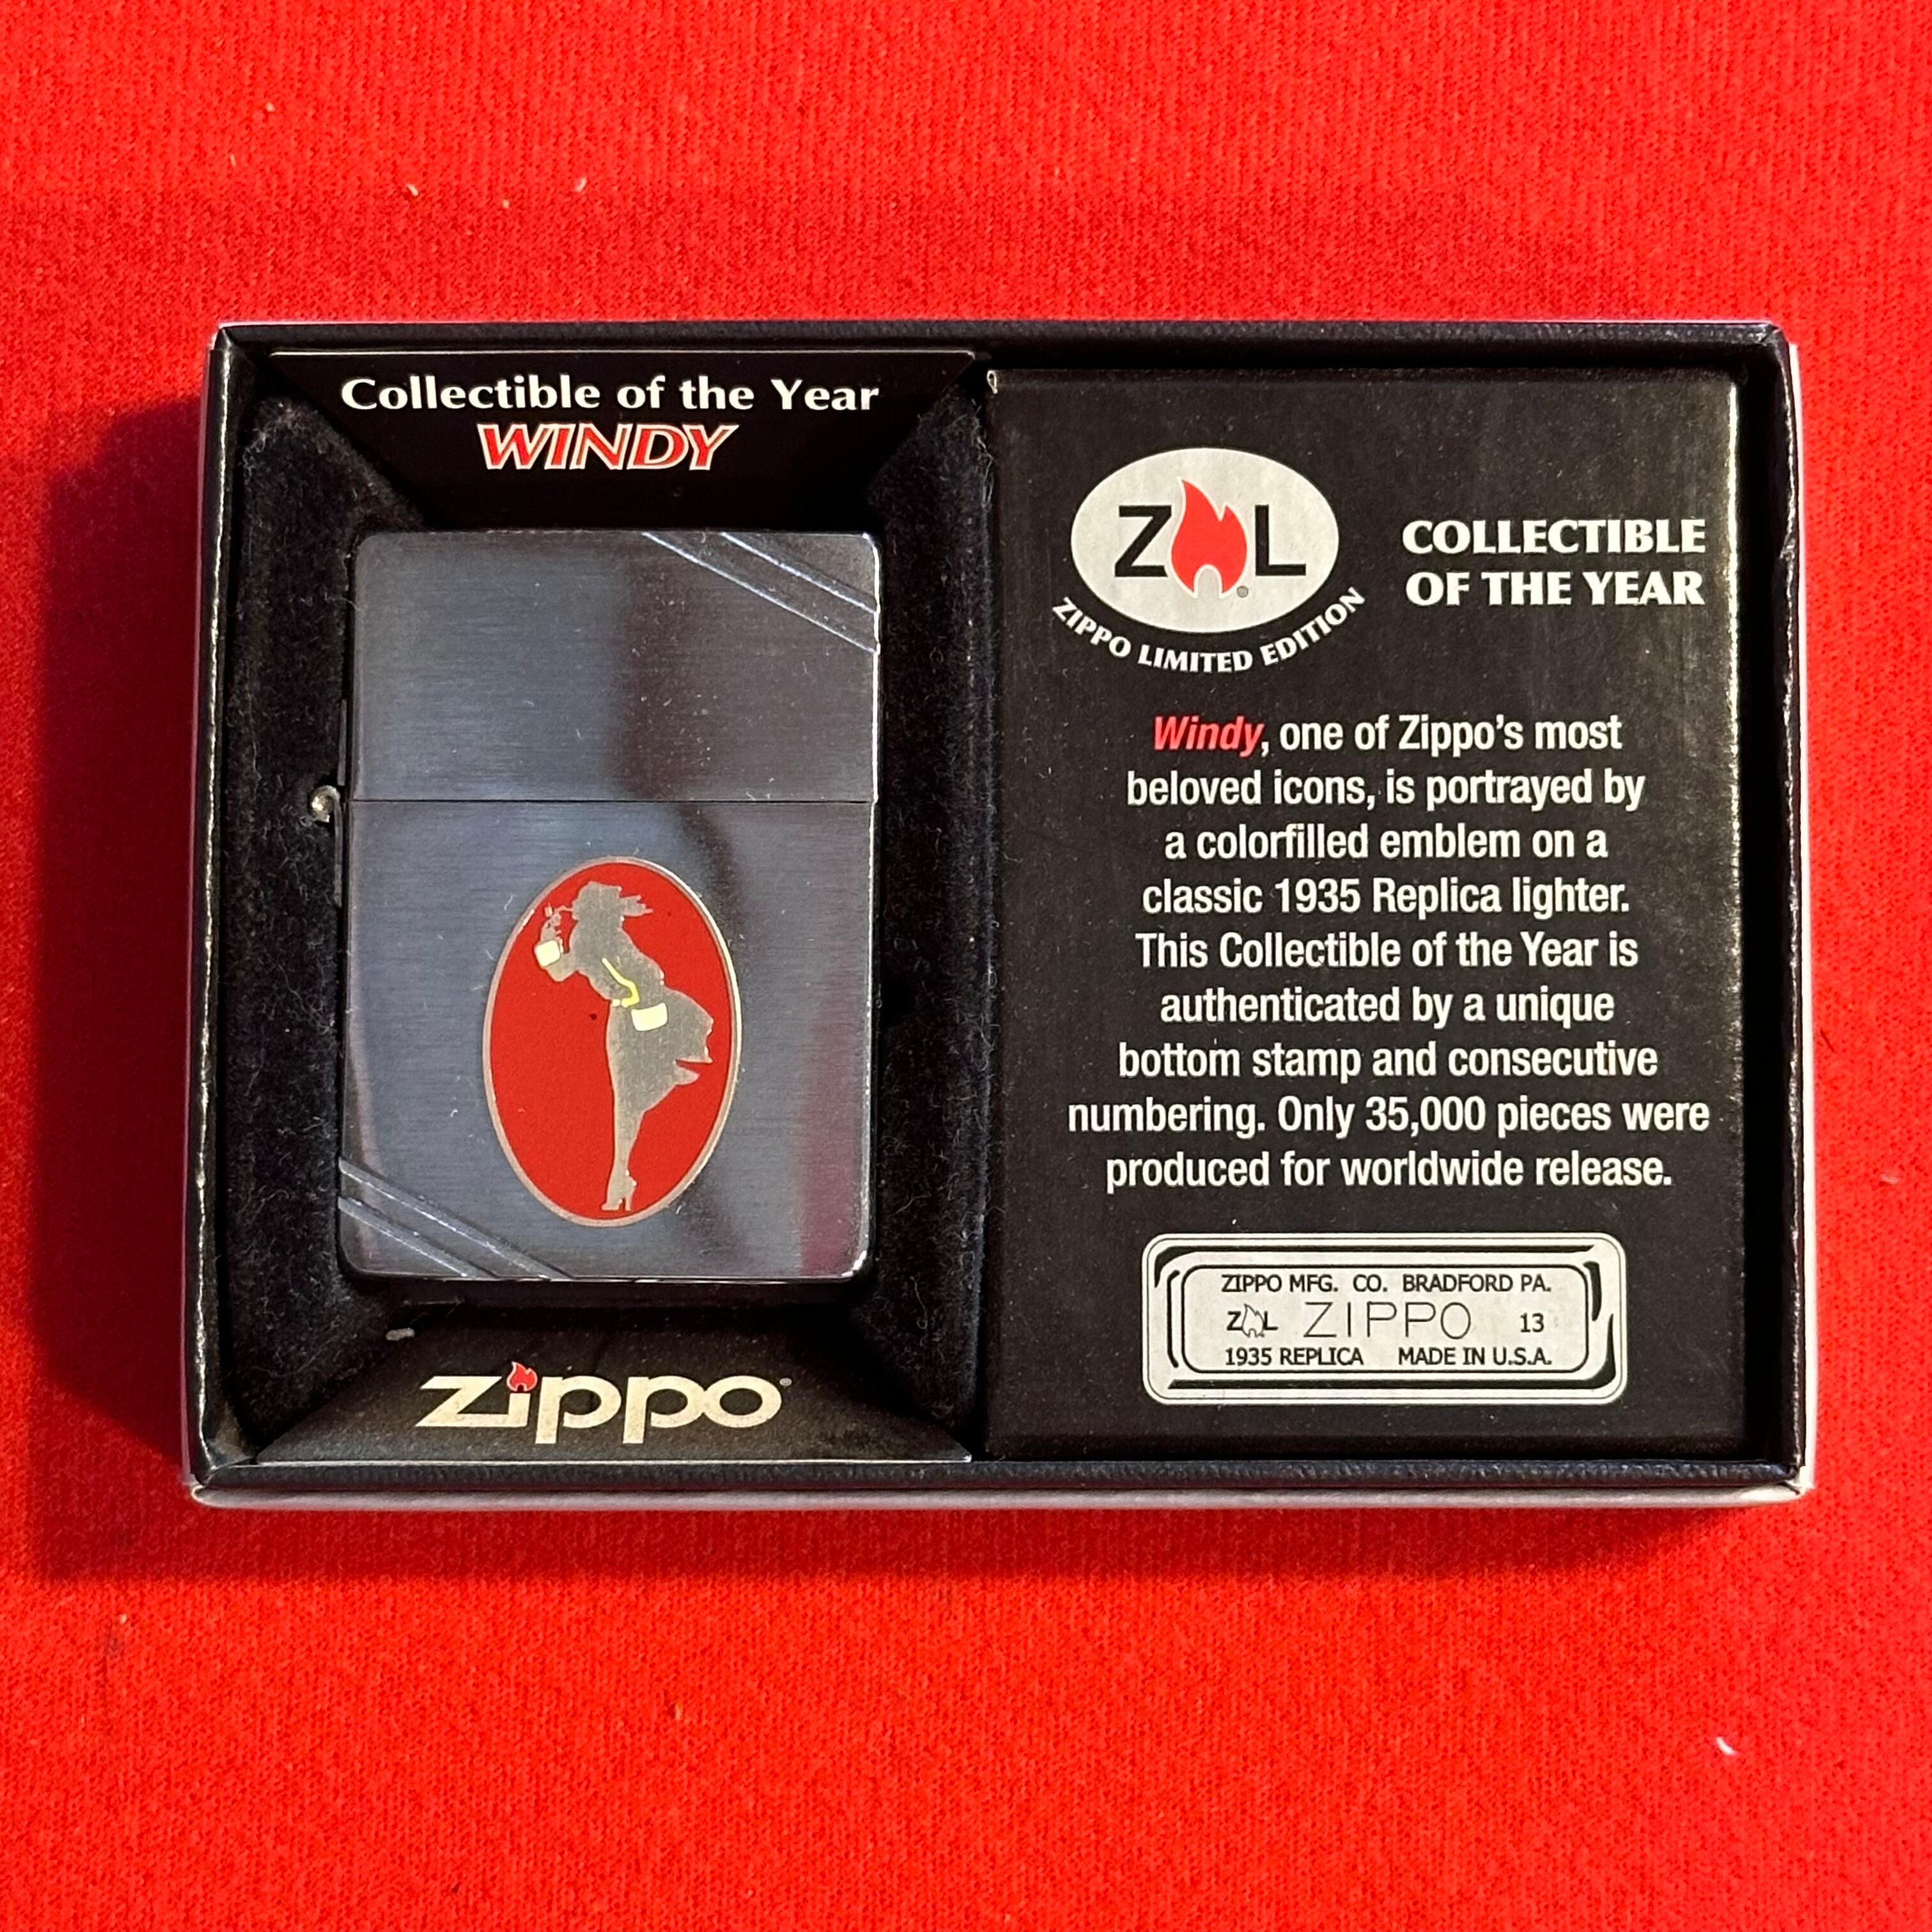 Collectible of the Year
WINDY
zippo
Z L
ZIPPO LIMITED EDITION
COLLECTIBLE
OF THE YEAR
Windy, one of Zippo's most
beloved icons, is portrayed by
a colorfilled emblem on a
classic 1935 Replica lighter.
This Collectible of the Year is
authenticated by a unique
bottom stamp and consecutive
numbering. Only 35,000 pieces were
produced for worldwide release.
ZIPPO MFG. CO. BRADFORD PA.
Z L ZIPPO 13
1935 REPLICA MADE IN U.S.A.